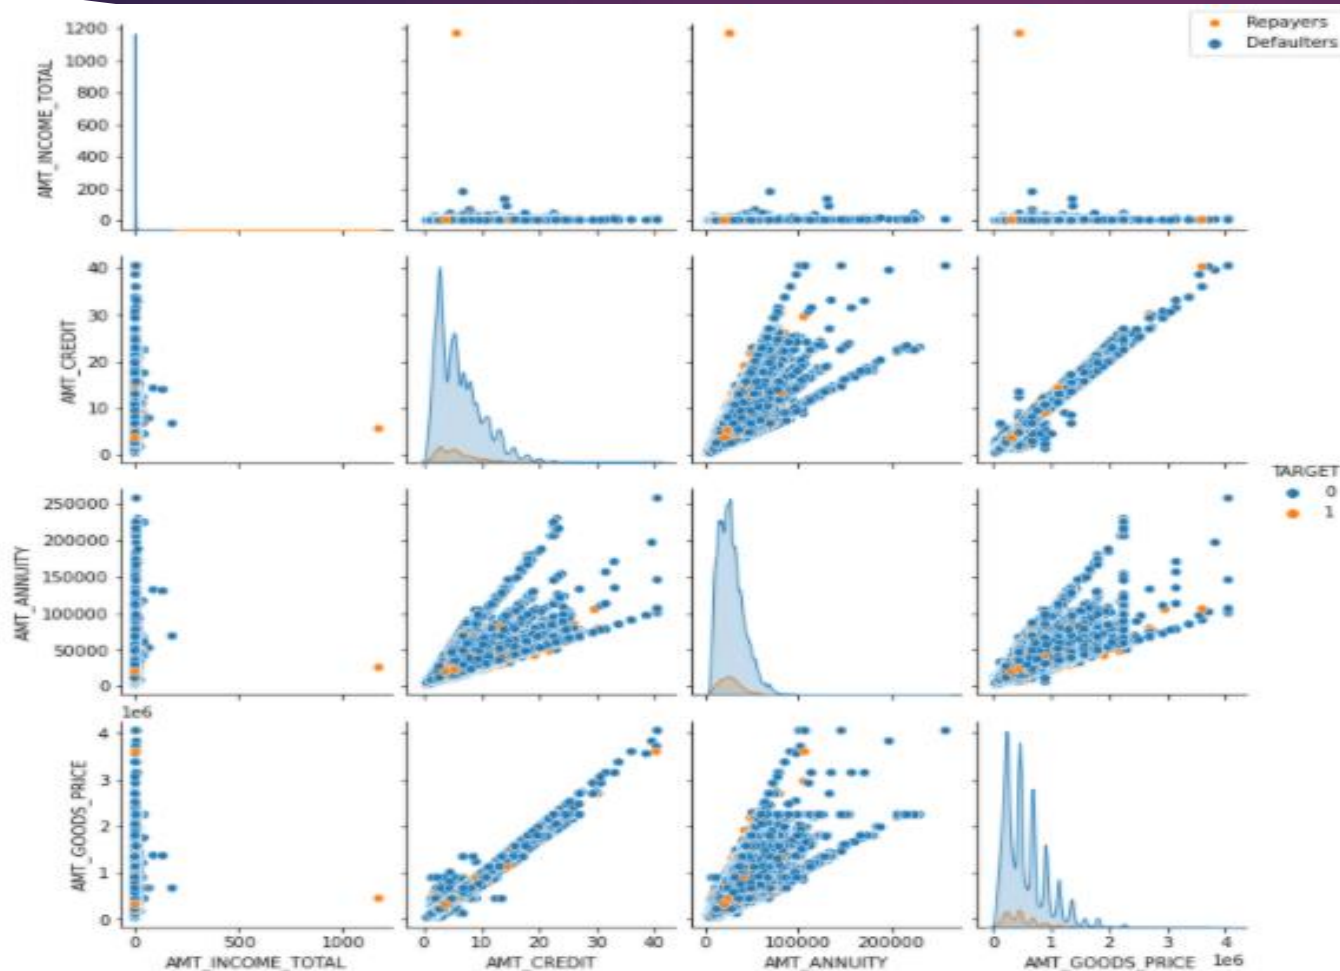 Repayers
Defaulters
1200
1000
800
600
400
200
0
AMT_INCOME_TOTAL
40
30
20
10
0
AMT_CREDIT
TARGET
0
1
250000
200000
150000
100000
50000
0
AMT_ANNUITY
1e6
4
3
2
1
0
AMT_GOODS_PRICE
0 500 1000
0 10 20 30 40
0 100000 200000
0 1 2 3 4
AMT_INCOME_TOTAL
AMT_CREDIT
AMT_ANNUITY
AMT_GOODS_PRICE 1e6